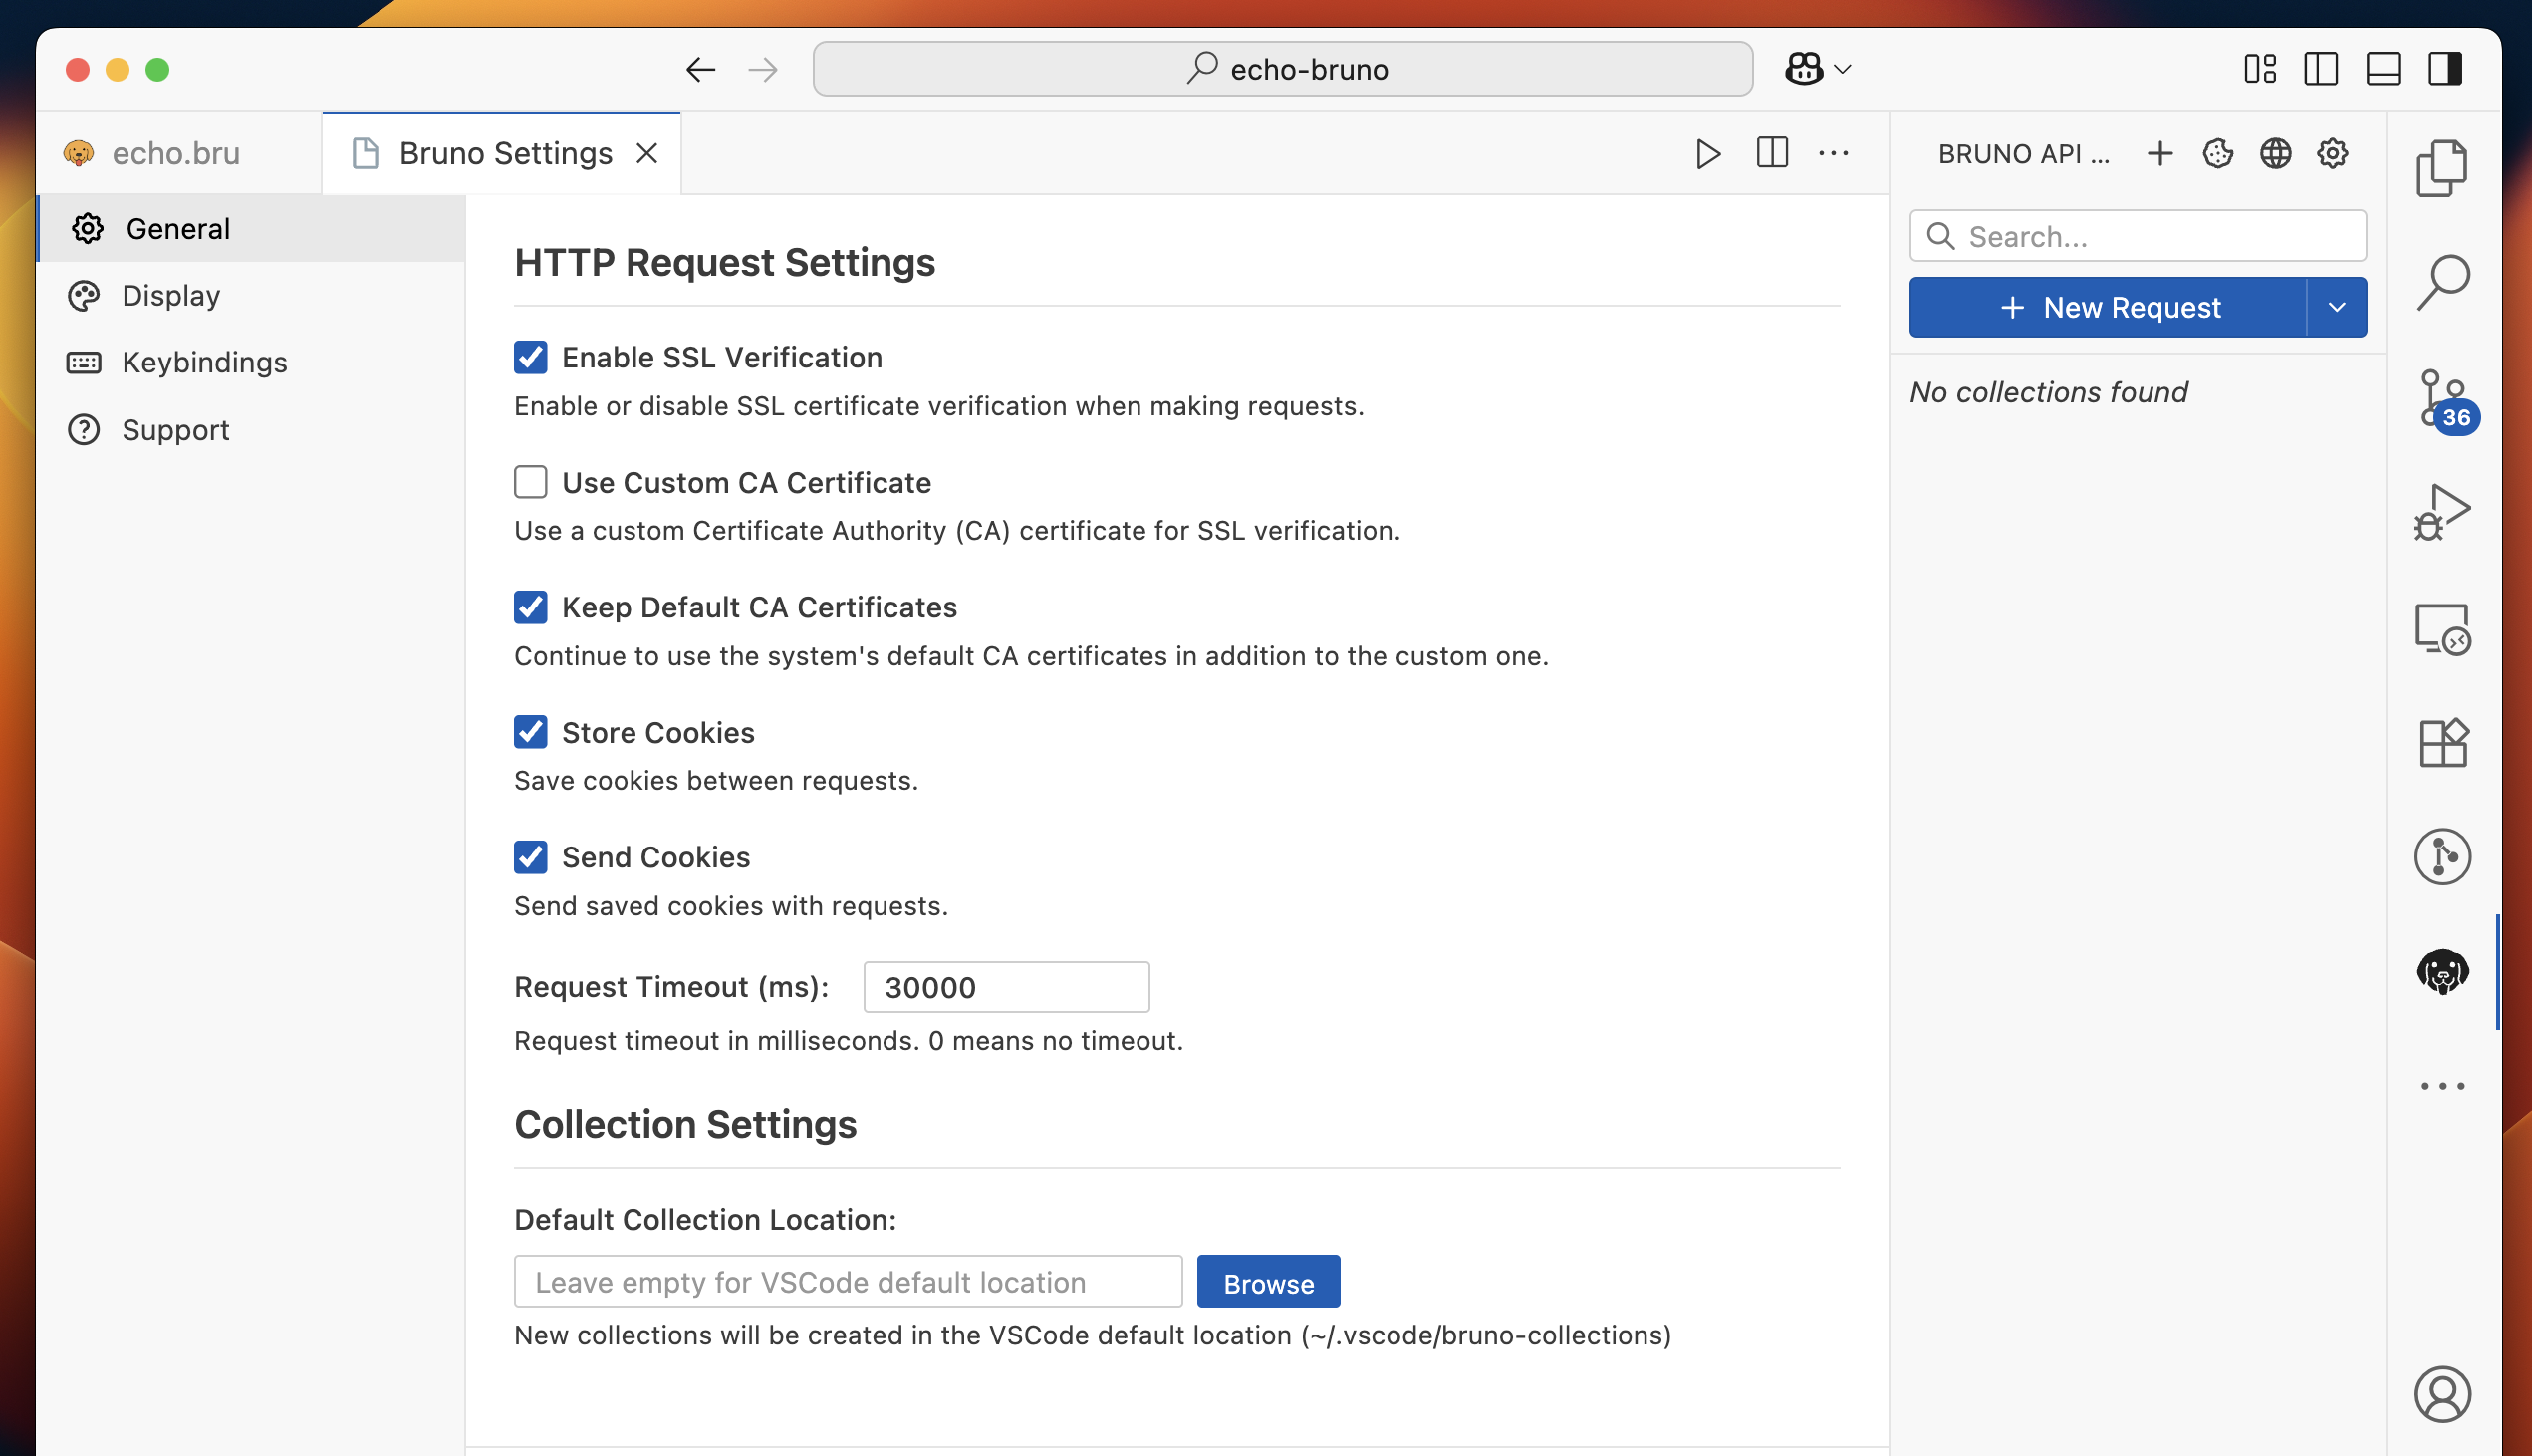 echo-bruno
echo.bru
Bruno Settings
BRUNO API ...
General
Display
Keybindings
Support
HTTP Request Settings
Enable SSL Verification
Enable or disable SSL certificate verification when making requests.
Use Custom CA Certificate
Use a custom Certificate Authority (CA) certificate for SSL verification.
Keep Default CA Certificates
Continue to use the system's default CA certificates in addition to the custom one.
Store Cookies
Save cookies between requests.
Send Cookies
Send saved cookies with requests.
Request Timeout (ms): 30000
Request timeout in milliseconds. 0 means no timeout.
Collection Settings
Default Collection Location:
Leave empty for VSCode default location
Browse
New collections will be created in the VSCode default location (~/.vscode/bruno-collections)
Search...
+ New Request
No collections found
36